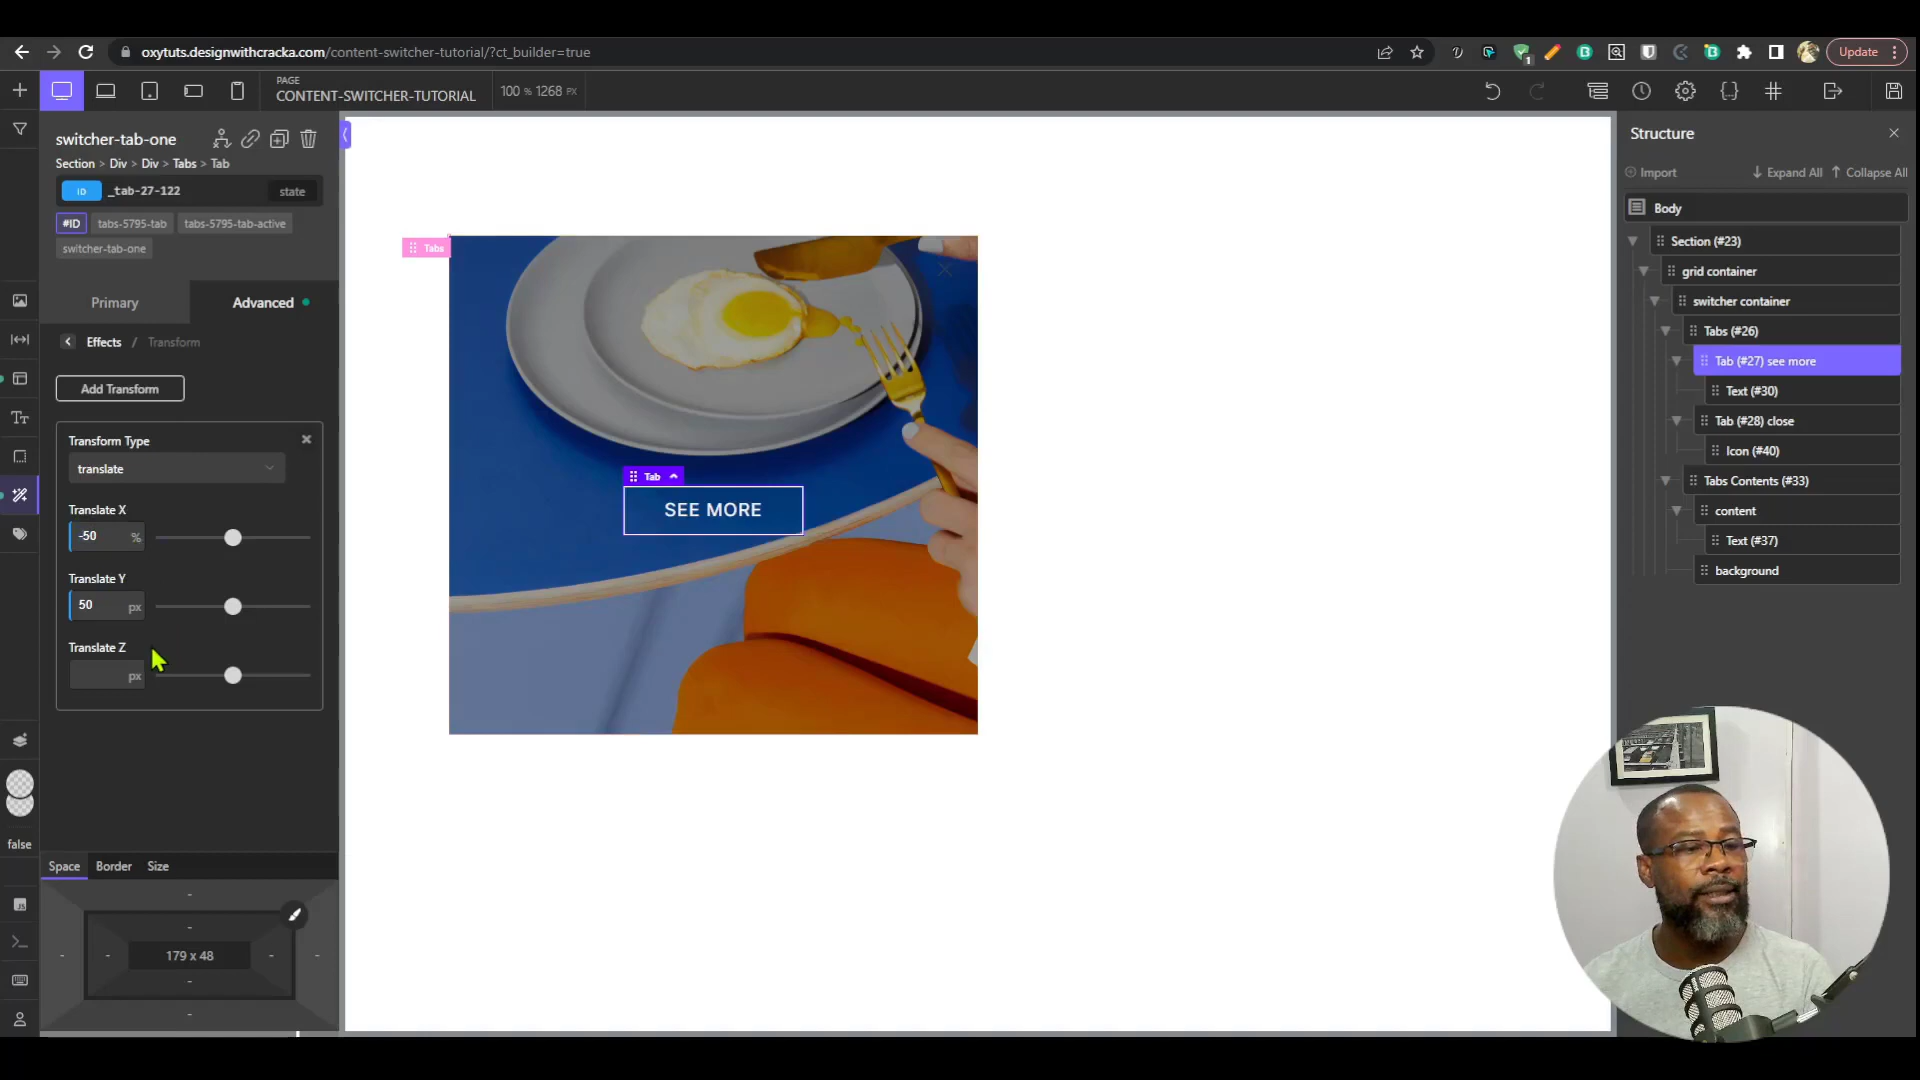 oxytuts.designwithcracka.com/content-switcher-tutorial/?ct_builder=true
Update
PAGE
CONTENT-SWITCHER-TUTORIAL
100 % 1268 PX
switcher-tab-one
Section > Div > Div > Tabs > Tab
ID _tab-27-122 state
#ID tabs-5795-tab tabs-5795-tab-active
switcher-tab-one
Primary Advanced
Effects / Transform
Add Transform
Transform Type
translate
Translate X
-50 %
Translate Y
50 px
Translate Z
px
false
Space Border Size
179 x 48
Tabs
Tab
SEE MORE
Structure
Import Expand All Collapse All
Body
Section (#23)
grid container
switcher container
Tabs (#26)
Tab (#27) see more
Text (#30)
Tab (#28) close
Icon (#40)
Tabs Contents (#33)
content
Text (#37)
background